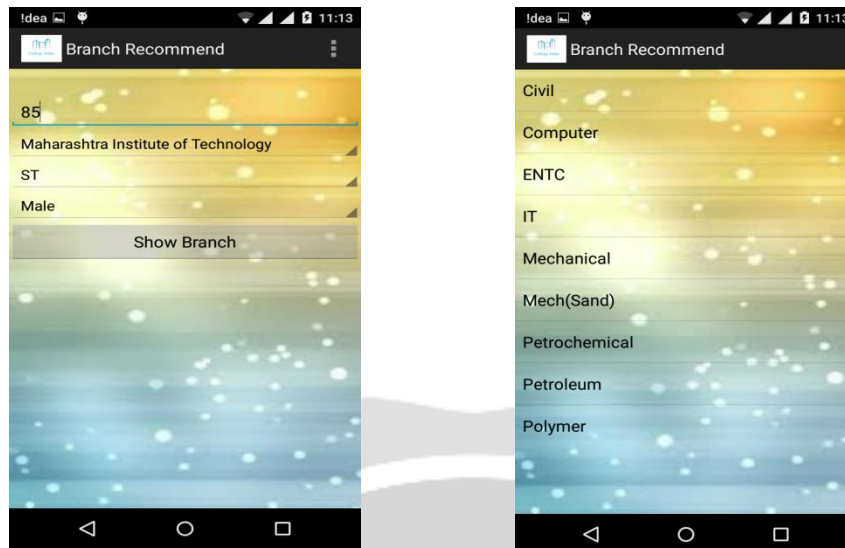 !dea
11:13
Branch Recommend
85
Maharashtra Institute of Technology
ST
Male
Show Branch
!dea
11:13
Branch Recommend
Civil
Computer
ENTC
IT
Mechanical
Mech(Sand)
Petrochemical
Petroleum
Polymer